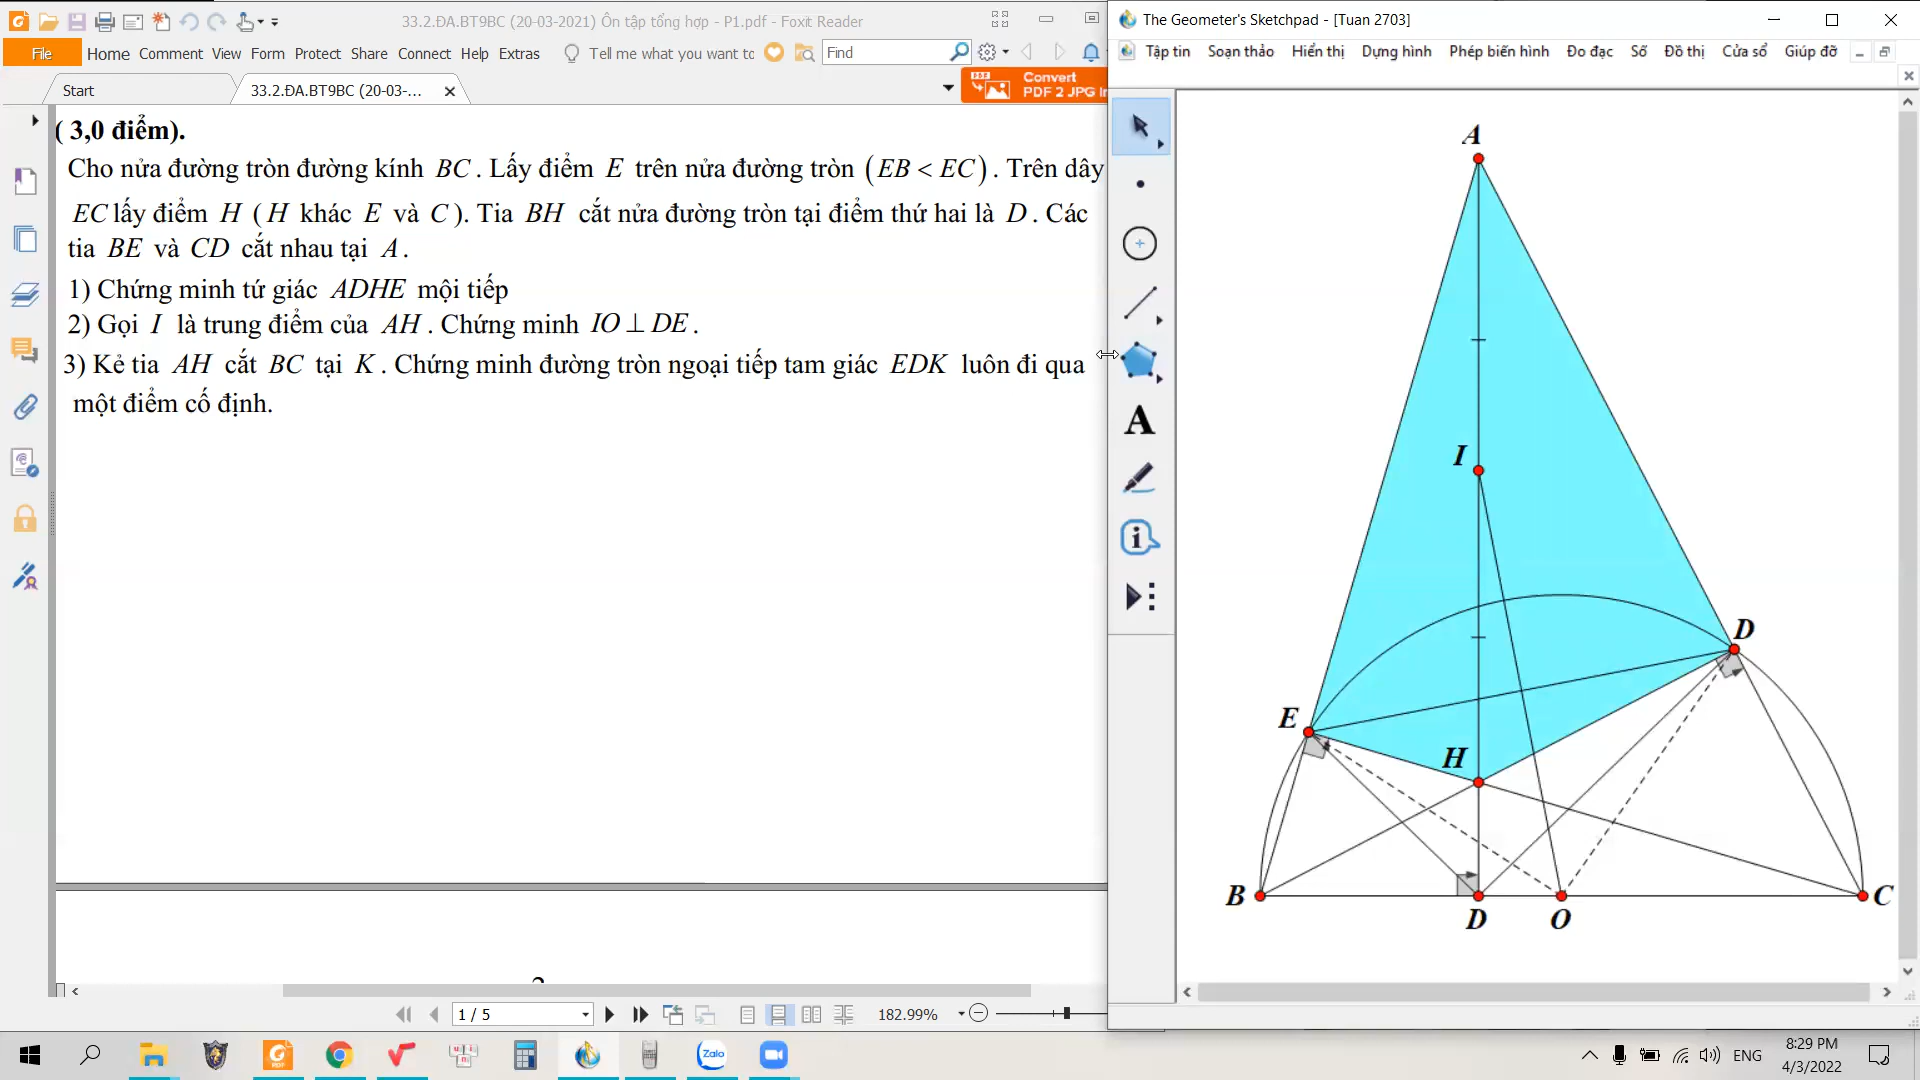 33.2.ĐA.BT9BC (20-03-2021) Ôn tập tổng hợp - P1.pdf - Foxit Reader
File Home Comment View Form Protect Share Connect Help Extras Tell me what you want to Find
Start 33.2.ĐA.BT9BC (20-03-...
Convert
PDF 2 JPG
( 3,0 điểm).
Cho nửa đường tròn đường kính BC. Lấy điểm E trên nửa đường tròn (EB < EC). Trên dây
EC lấy điểm H (H khác E và C). Tia BH cắt nửa đường tròn tại điểm thứ hai là D. Các
tia BE và CD cắt nhau tại A.
1) Chứng minh tứ giác ADHE mội tiếp
2) Gọi I là trung điểm của AH. Chứng minh IO ⊥ DE.
3) Kẻ tia AH cắt BC tại K. Chứng minh đường tròn ngoại tiếp tam giác EDK luôn đi qua
một điểm cố định.
1 / 5
182.99%
The Geometer's Sketchpad - [Tuan 2703]
Tập tin Soạn thảo Hiển thị Dựng hình Phép biến hình Đo đạc Số Đồ thị Cửa sổ Giúp đỡ
A
A
I
D
E
H
B
D
O
C
Zalo
ENG
8:29 PM
4/3/2022